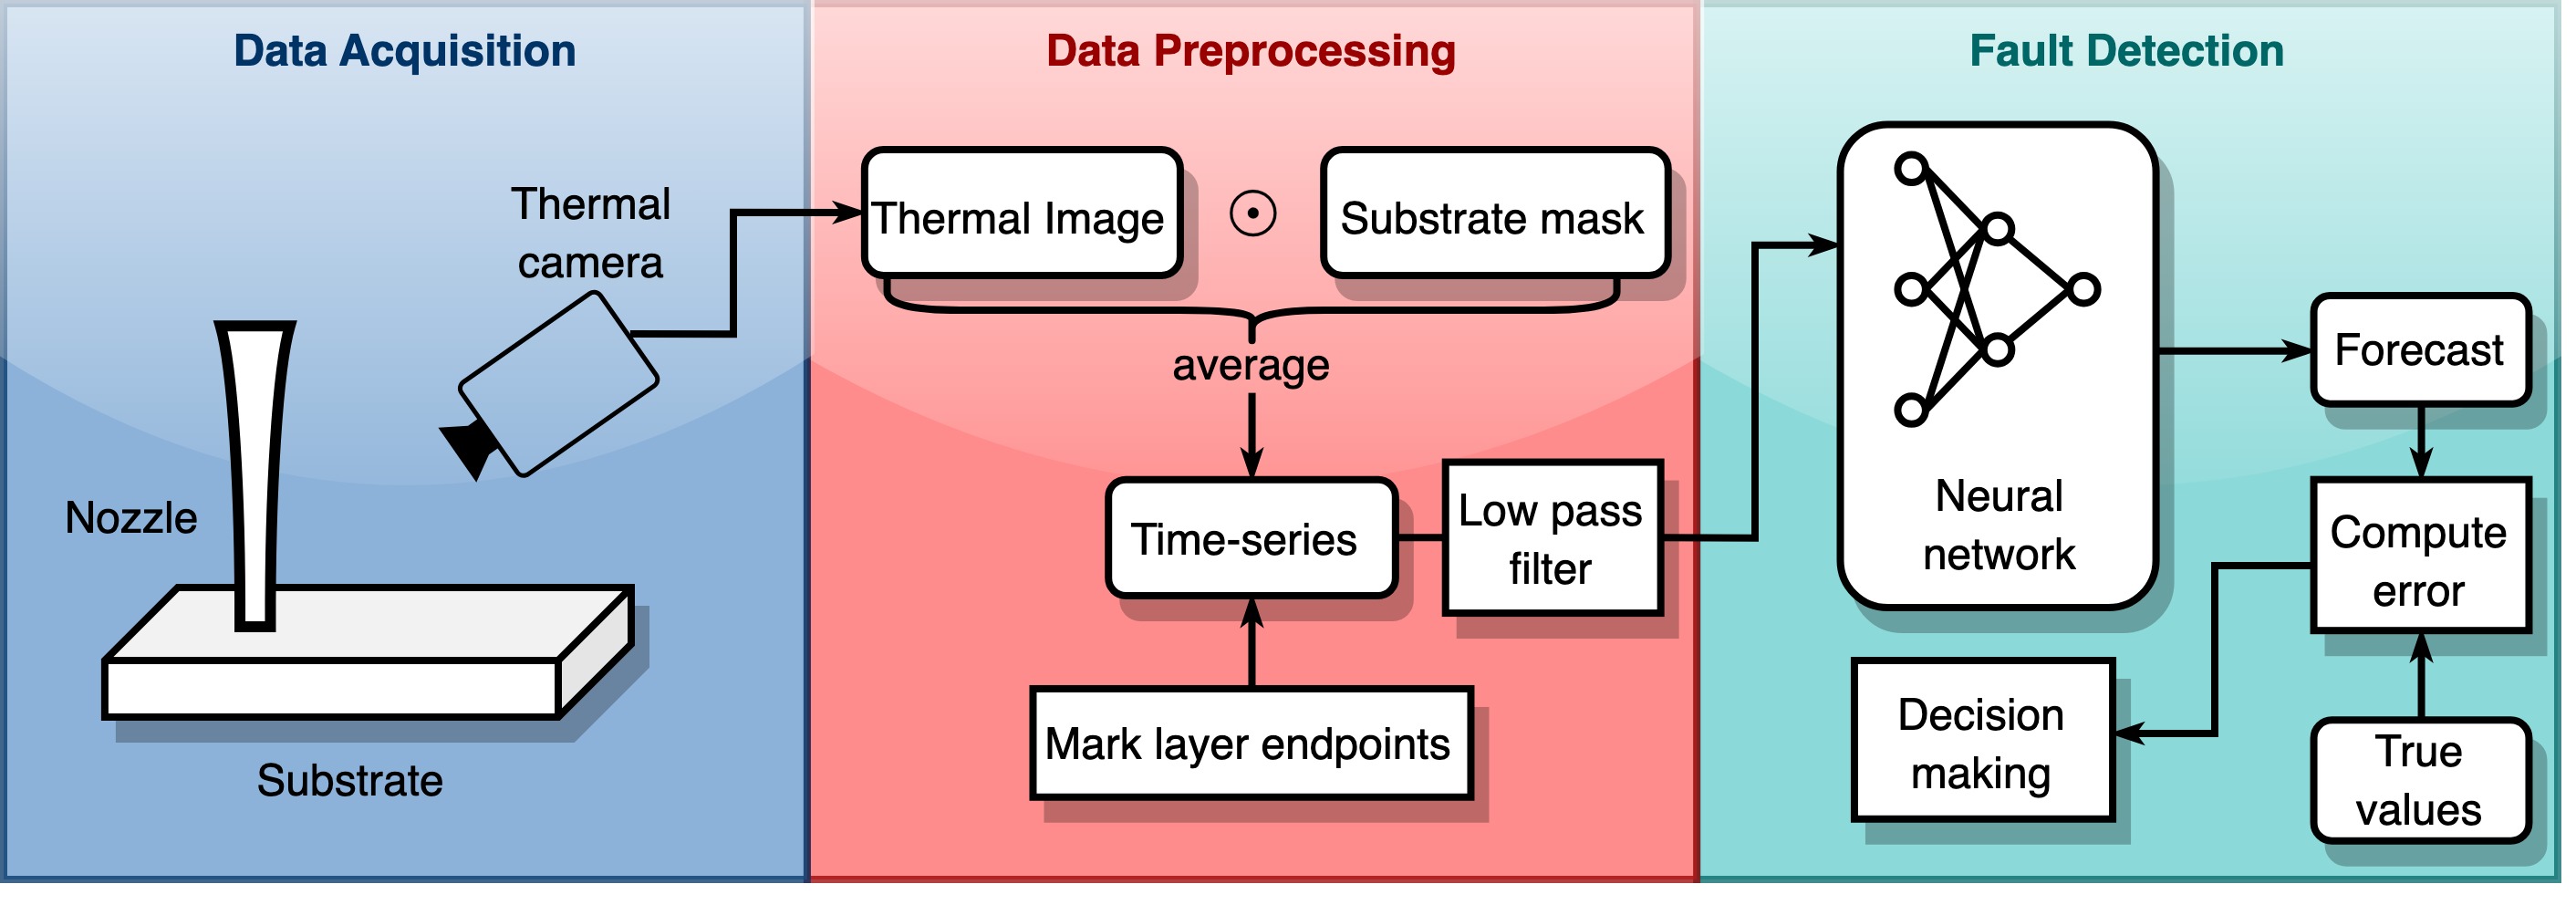 Data Acquisition
Thermal
camera
Nozzle
Substrate
Data Preprocessing
Thermal Image
⊙
Substrate mask
average
Time-series
Low pass
filter
Mark layer endpoints
Fault Detection
Neural
network
Forecast
Compute
error
Decision
making
True
values